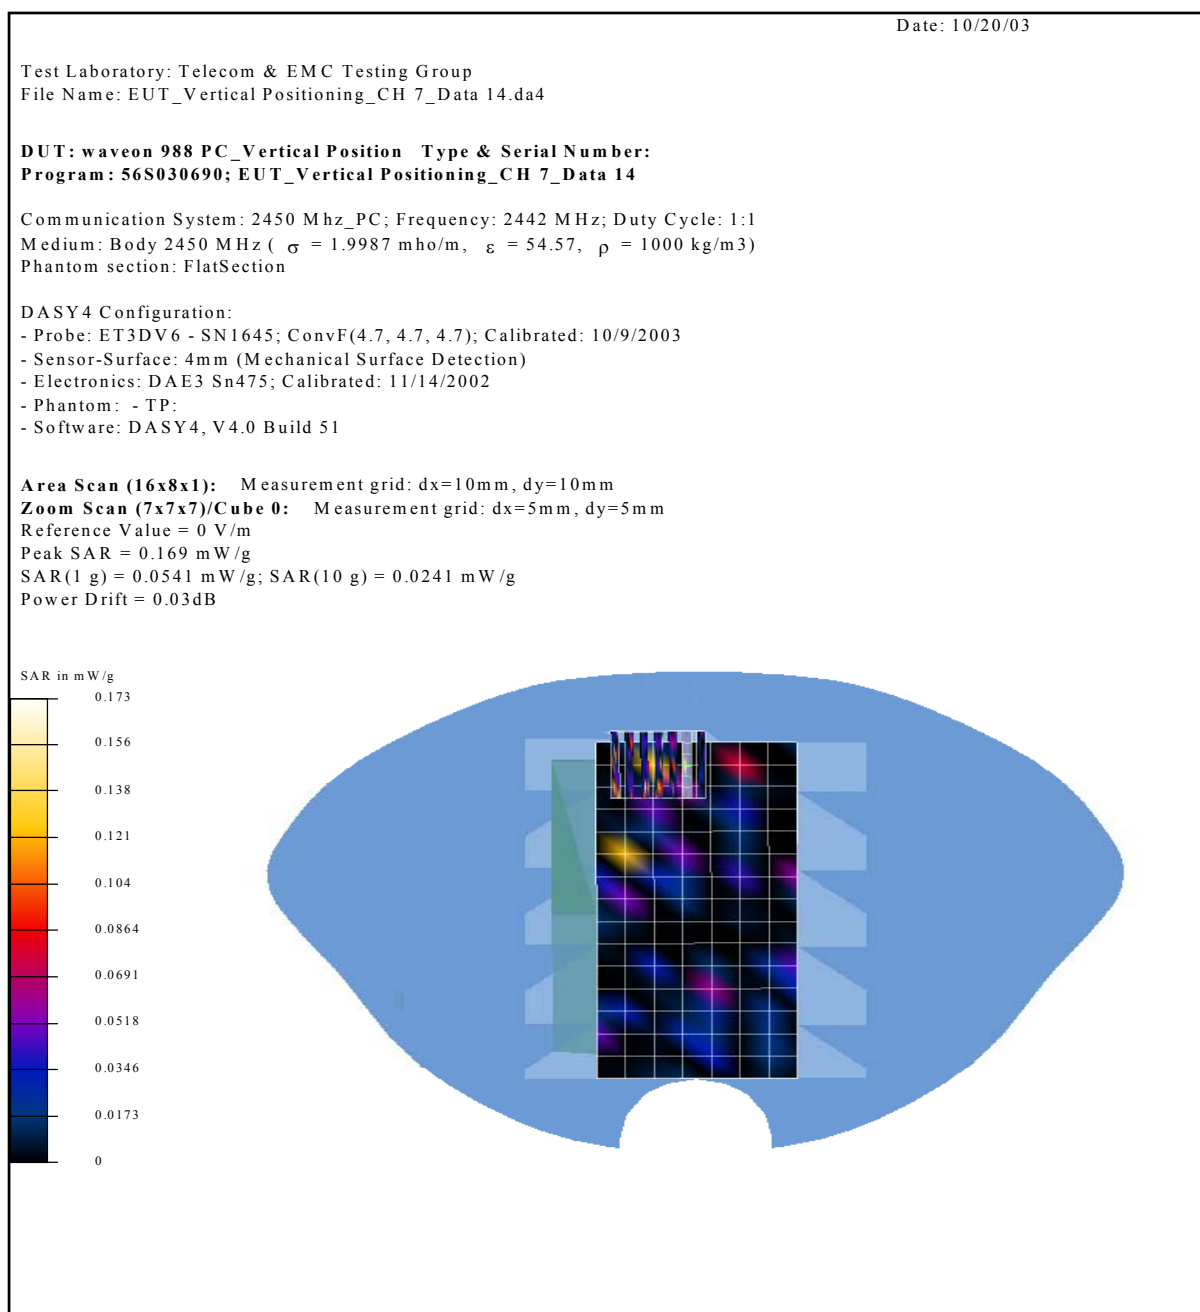 Date: 10/20/03
Test Laboratory: Telecom & EMC Testing Group
File Name: EUT_Vertical Positioning_CH 7_Data 14.da4
DUT: waveon 988 PC_Vertical Position Type & Serial Number:
Program: 56S030690; EUT_Vertical Positioning_CH 7_Data 14
Communication System: 2450 Mhz_PC; Frequency: 2442 MHz; Duty Cycle: 1:1
Medium: Body 2450 MHz ( σ = 1.9987 mho/m, ε = 54.57, ρ = 1000 kg/m3)
Phantom section: FlatSection
DASY4 Configuration:
- Probe: ET3DV6 - SN1645; ConvF(4.7, 4.7, 4.7); Calibrated: 10/9/2003
- Sensor-Surface: 4mm (Mechanical Surface Detection)
- Electronics: DAE3 Sn475; Calibrated: 11/14/2002
- Phantom: - TP:
- Software: DASY4, V4.0 Build 51
Area Scan (16x8x1): Measurement grid: dx=10mm, dy=10mm
Zoom Scan (7x7x7)/Cube 0: Measurement grid: dx=5mm, dy=5mm
Reference Value = 0 V/m
Peak SAR = 0.169 mW/g
SAR(1 g) = 0.0541 mW/g; SAR(10 g) = 0.0241 mW/g
Power Drift = 0.03dB
SAR in mW/g
0.173
0.156
0.138
0.121
0.104
0.0864
0.0691
0.0518
0.0346
0.0173
0